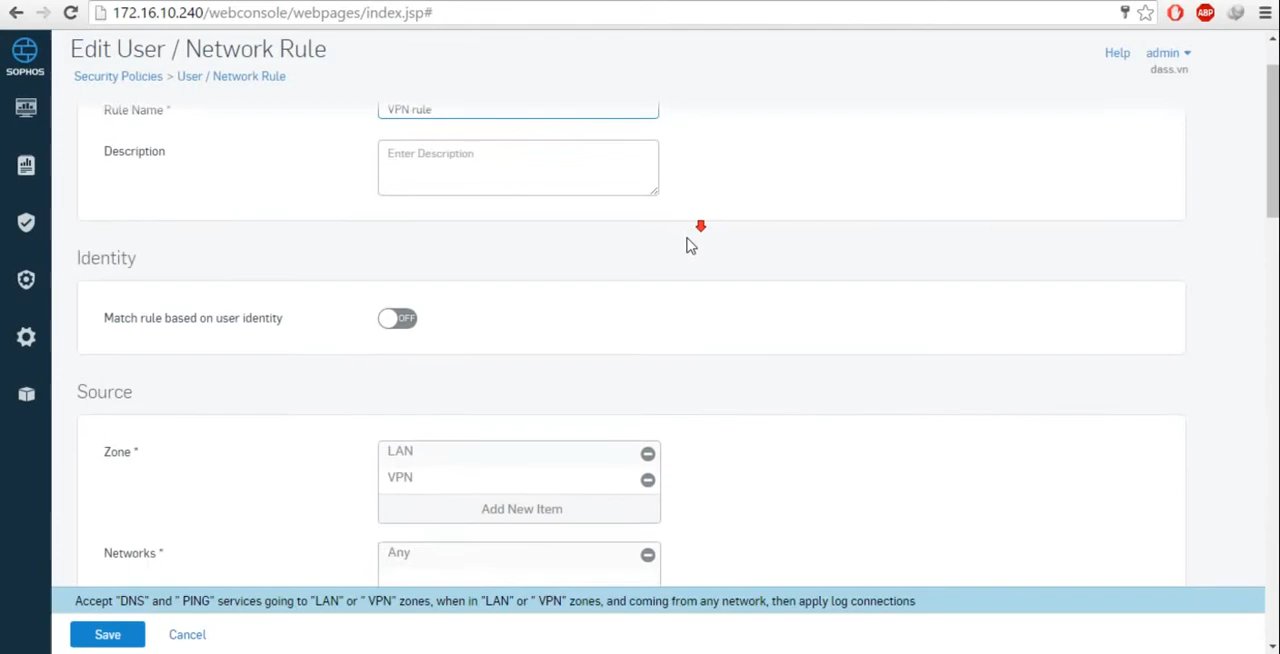 172.16.10.240/webconsole/webpages/index.jsp#
ABP
SOPHOS
Edit User / Network Rule
Help admin
dass.vn
Security Policies > User / Network Rule
Rule Name *
VPN rule
Description
Enter Description
Identity
Match rule based on user identity
OFF
Source
Zone *
LAN
VPN
Add New Item
Networks *
Any
Accept "DNS" and " PING" services going to "LAN" or " VPN" zones, when in "LAN" or " VPN" zones, and coming from any network, then apply log connections
Save
Cancel